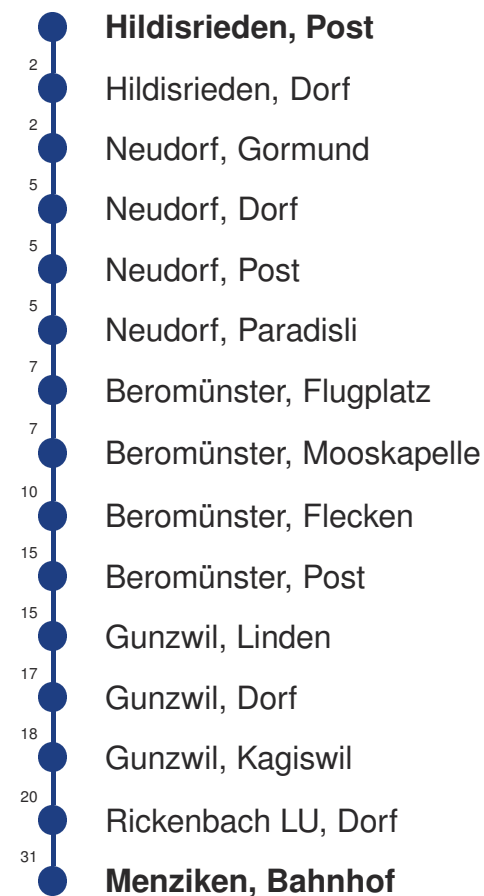 Hildisrieden, Post
2
Hildisrieden, Dorf
2
Neudorf, Gormund
5
Neudorf, Dorf
5
Neudorf, Post
5
Neudorf, Paradisli
7
Beromünster, Flugplatz
7
Beromünster, Mooskapelle
10
Beromünster, Flecken
15
Beromünster, Post
15
Gunzwil, Linden
17
Gunzwil, Dorf
18
Gunzwil, Kagiswil
20
Rickenbach LU, Dorf
31
Menziken, Bahnhof